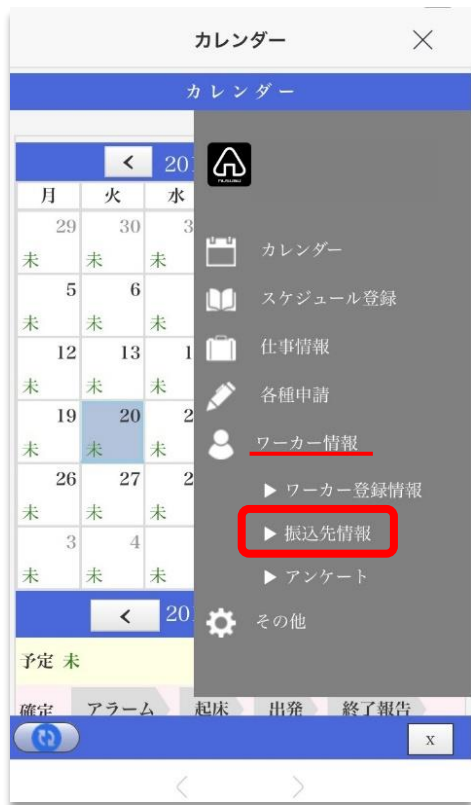 カレンダー ×
カレンダー
< 20
月 火 水
29 30 3
未 未 未
5 6
未 未 未
12 13 1
未 未 未
19 20 2
未 未 未
26 27 2
未 未 未
3 4
未 未 未
カレンダー
スケジュール登録
仕事情報
各種申請
ワーカー情報
▶ ワーカー登録情報
▶ 振込先情報
▶ アンケート
その他
< 20
予定 未
確定 アラーム 起床 出発 終了報告
x
< >